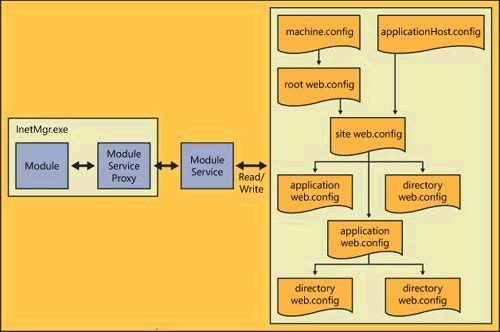 machine.config
applicationHost.config
root web.config
InetMgr.exe
site web.config
Module
Module
Service
Proxy
Module
Service
Read/
Write
application
web.config
directory
web.config
application
web.config
directory
web.config
directory
web.config